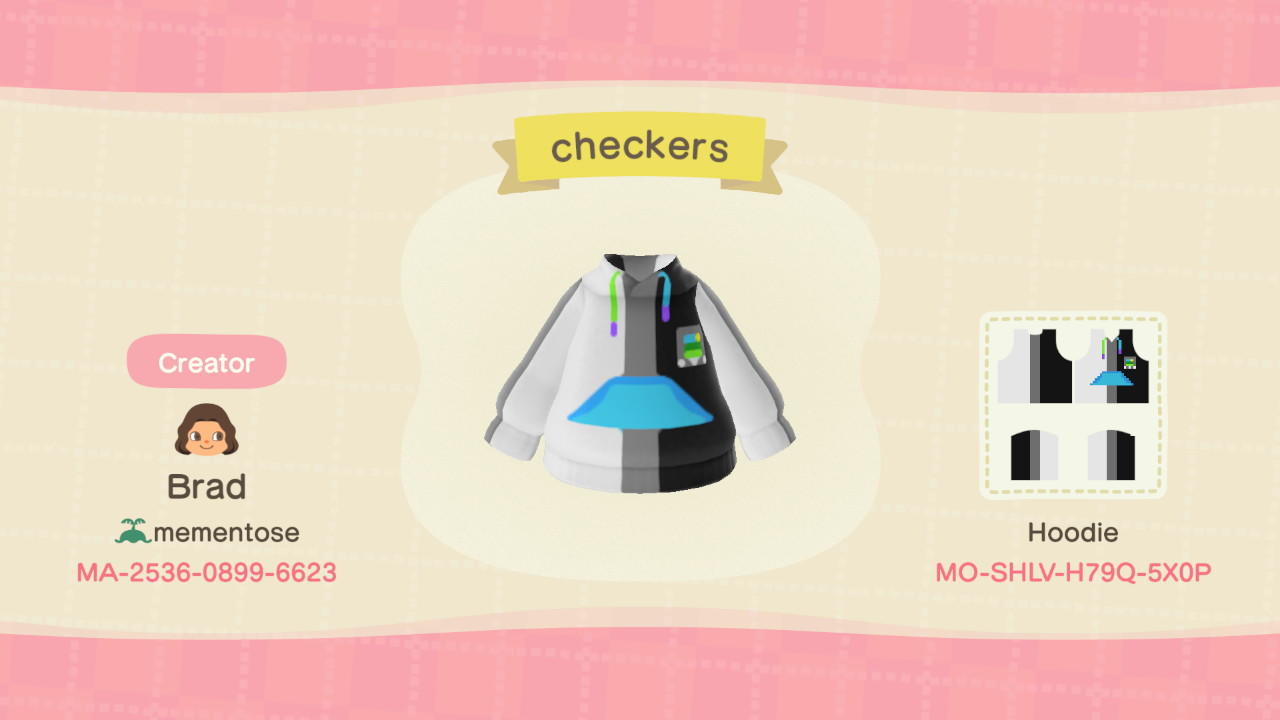 checkers
Creator
Brad
mementose
MA-2536-0899-6623
Hoodie
MO-SHLV-H79Q-5X0P